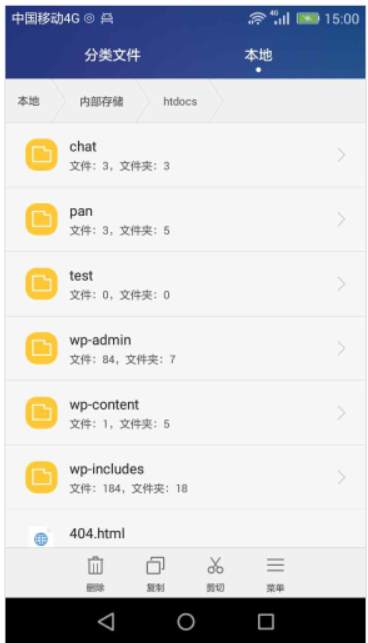 中国移动4G 4G 15:00
分类文件 本地
本地 内部存储 htdocs
chat
文件: 3, 文件夹: 3
pan
文件: 3, 文件夹: 5
test
文件: 0, 文件夹: 0
wp-admin
文件: 84, 文件夹: 7
wp-content
文件: 1, 文件夹: 5
wp-includes
文件: 184, 文件夹: 18
404.html
删除 复制 剪切 菜单